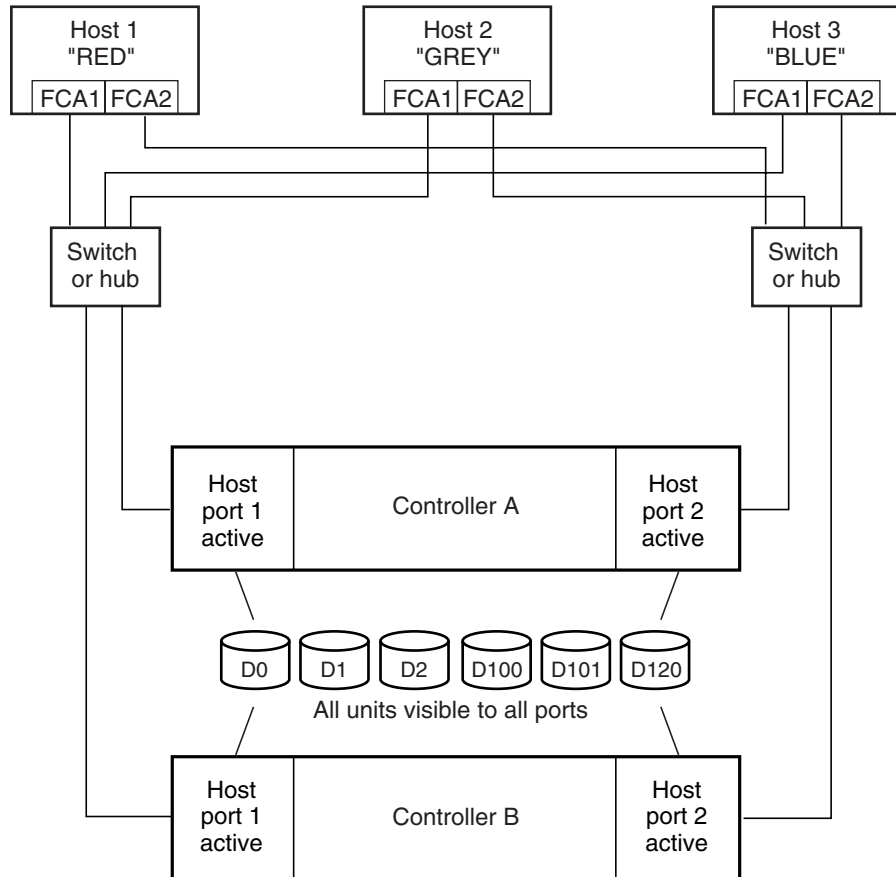 Host 1
"RED"
FCA1 FCA2
Host 2
"GREY"
FCA1 FCA2
Host 3
"BLUE"
FCA1 FCA2
Switch
or hub
Switch
or hub
Host
port 1
active
Controller A
Host
port 2
active
D0 D1 D2 D100 D101 D120
All units visible to all ports
Host
port 1
active
Controller B
Host
port 2
active